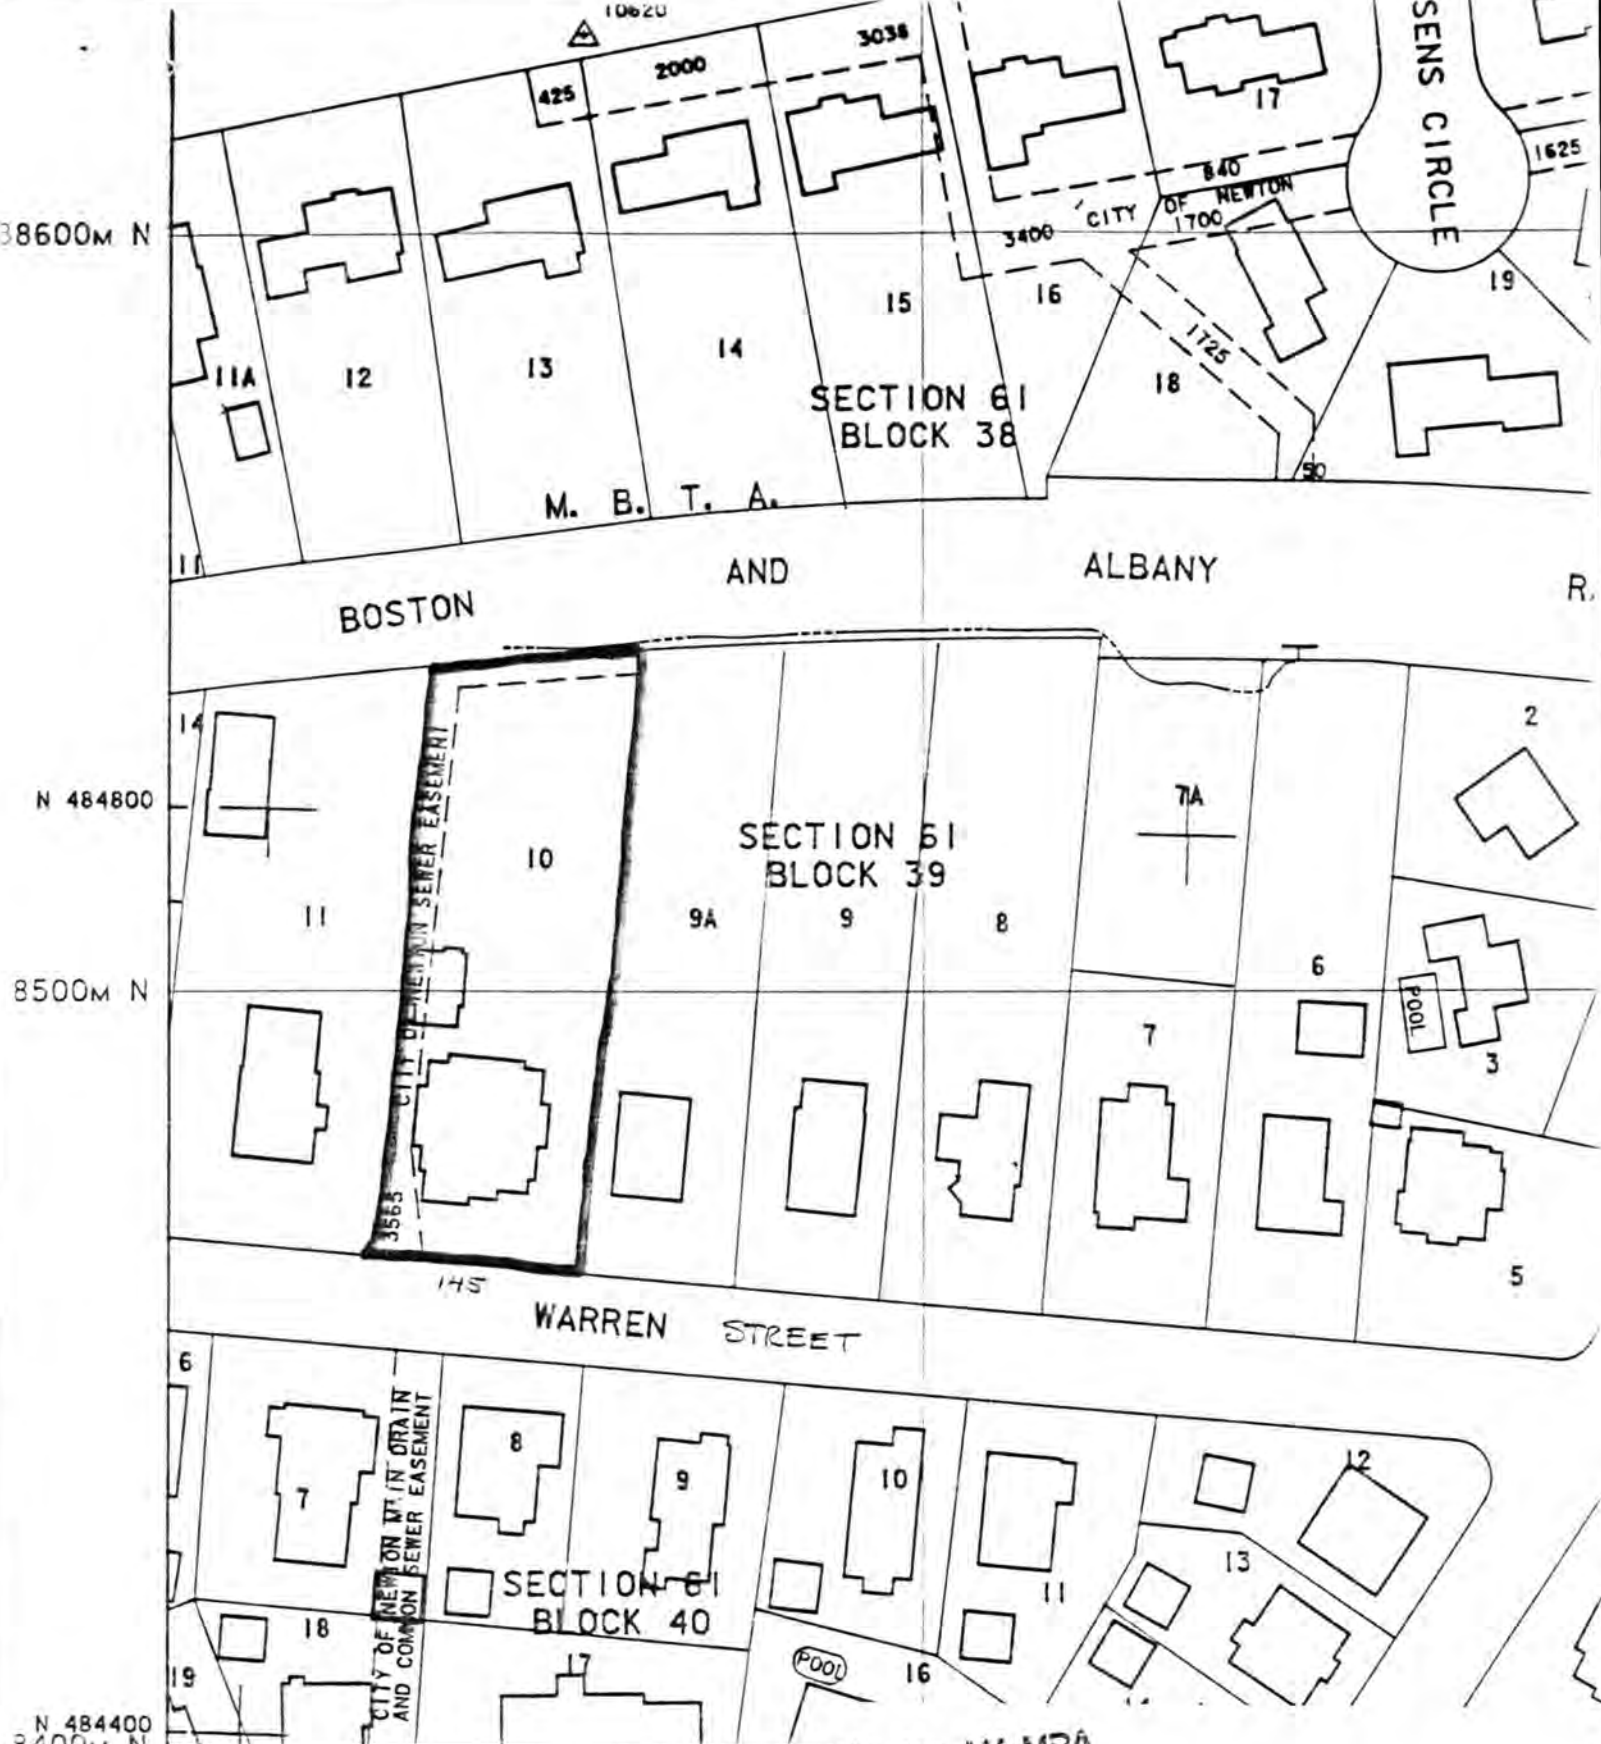 10620
3038
2000
425
SENS CIRCLE
17
1625
840
CITY OF NEWTON
1700
38600M N
3400
19
15
16
1725
14
11A
12
13
18
SECTION 61
BLOCK 38
50
M. B. T. A.
11
BOSTON AND ALBANY R.
14
2
N 484800
7A
CITY OF NEWTON SEWER EASEMENT
10
SECTION 61
BLOCK 39
11
9A
9
8
6
8500M N
POOL
7
3
3565
5
145
WARREN STREET
6
12
8
7
9
10
CITY OF NEWTON MAIN DRAIN
AND COMMON SEWER EASEMENT
13
SECTION 61
BLOCK 40
11
18
17
POOL
16
19
N 484400